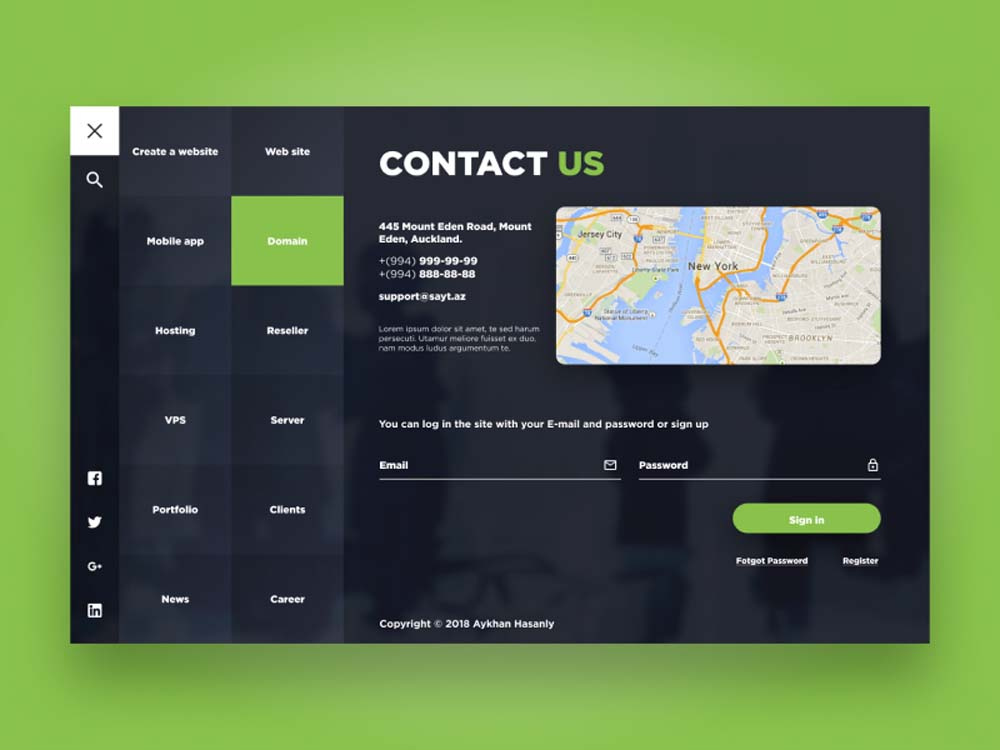 Create a website
Web site
Mobile app
Domain
Hosting
Reseller
VPS
Server
Portfolio
Clients
News
Career
CONTACT US
445 Mount Eden Road, Mount
Eden, Auckland.
+(994) 999-99-99
+(994) 888-88-88
support@sayt.az
Lorem ipsum dolor sit amet, te sed harum
persecuti. Utamur meliore fuisset ex duo,
nam modus ludus argumentum te.
Jersey City
New York
Liberty State Park
Statue of Liberty
National Monument
Upper Bay
BROOKLYN
You can log in the site with your E-mail and password or sign up
Email
Password
Sign in
Fotgot Password
Register
G+
in
Copyright © 2018 Aykhan Hasanly